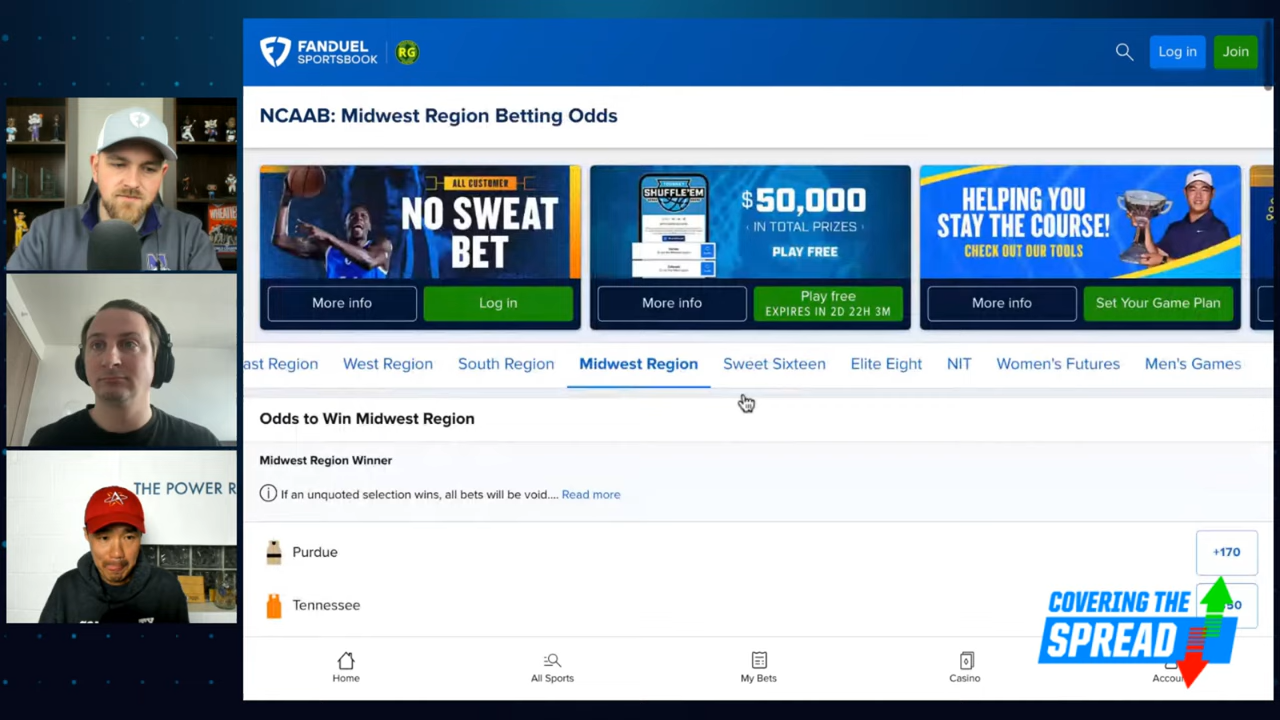 FANDUEL
SPORTSBOOK
RG
Log in
Join
NCAAB: Midwest Region Betting Odds
ALL CUSTOMER
NO SWEAT
BET
More info
Log in
SHUFFLE'EM
$50,000
IN TOTAL PRIZES
PLAY FREE
More info
Play free
EXPIRES IN 2D 22H 3M
HELPING YOU
STAY THE COURSE!
CHECK OUT OUR TOOLS
More info
Set Your Game Plan
ast Region
West Region
South Region
Midwest Region
Sweet Sixteen
Elite Eight
NIT
Women's Futures
Men's Games
Odds to Win Midwest Region
Midwest Region Winner
If an unquoted selection wins, all bets will be void.... Read more
Purdue
+170
Tennessee
50
COVERING THE
SPREAD
Home
All Sports
My Bets
Casino
Accou
THE POWER R
A
WHEATIES